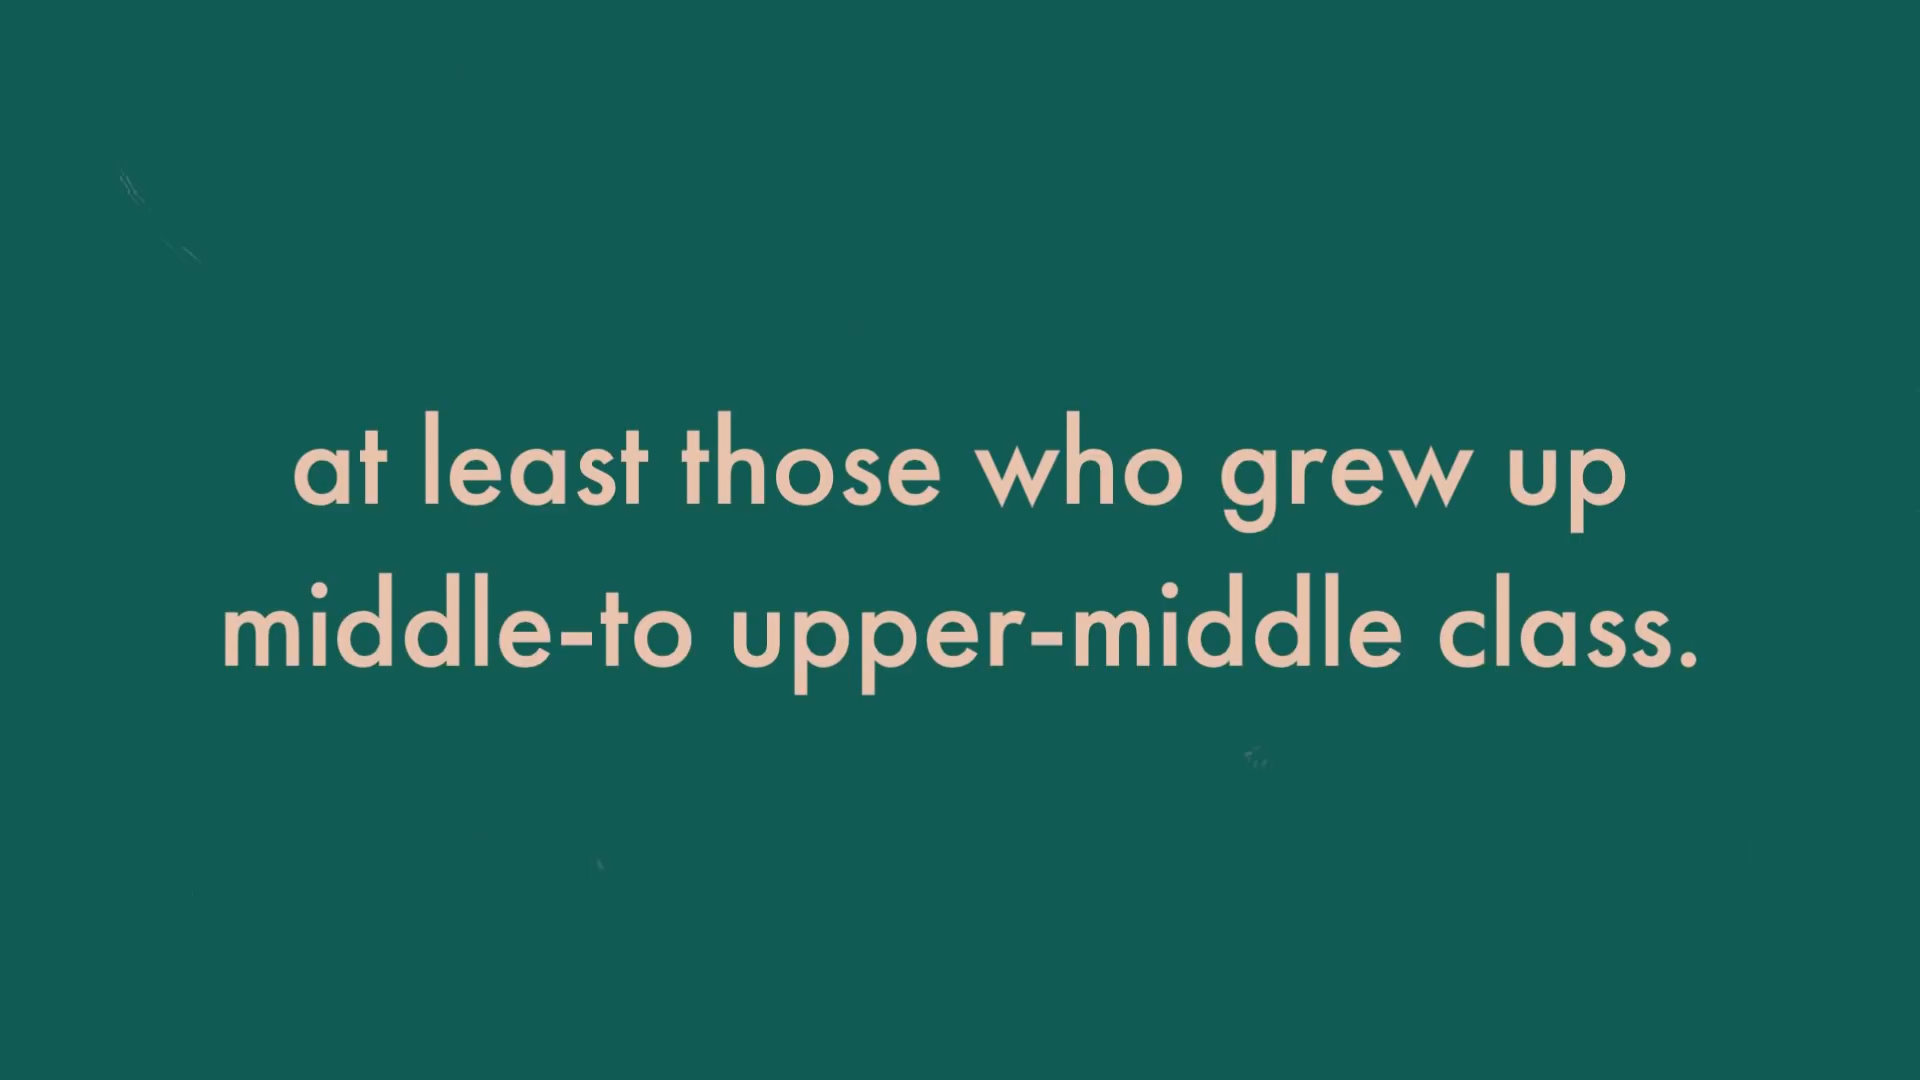 at least those who grew up
middle-to upper-middle class.